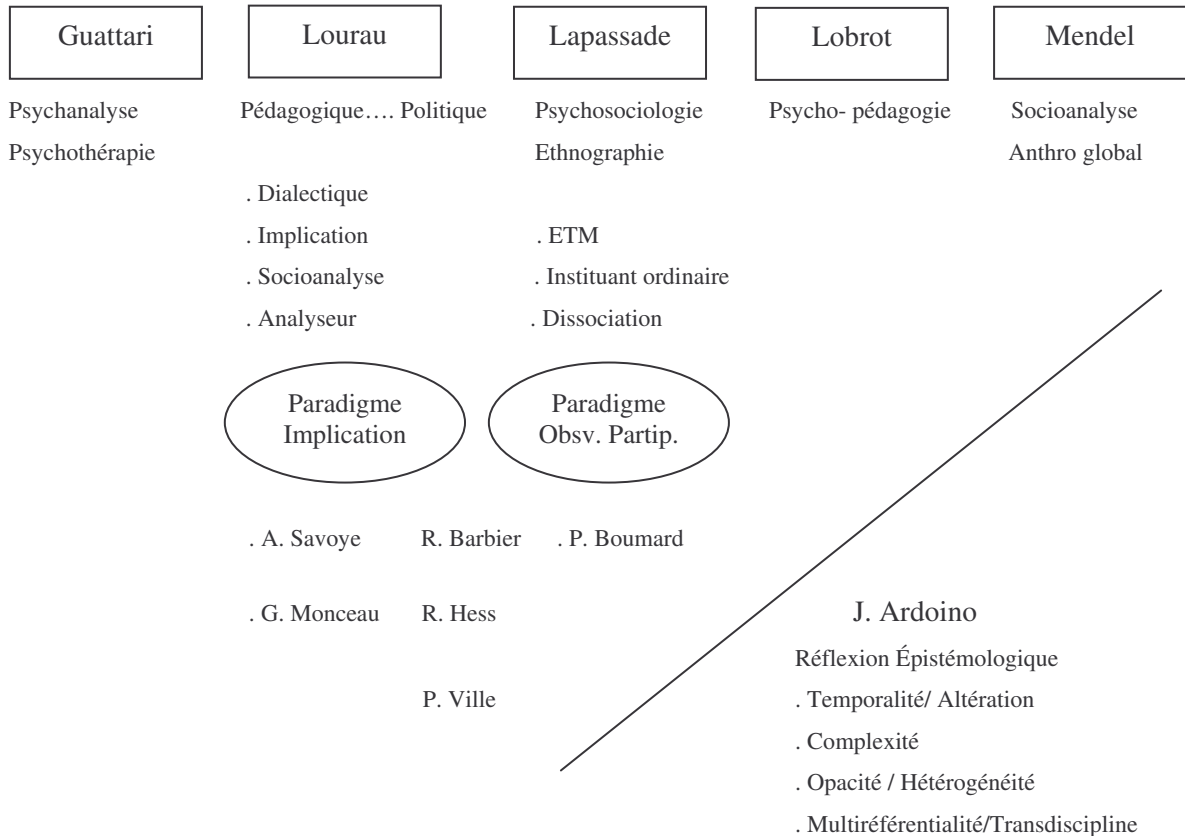 Guattari
Lourau
Lapassade
Lobrot
Mendel
Psychanalyse
Pédagogique…. Politique
Psychosociologie
Psycho- pédagogie
Socioanalyse
Psychothérapie
Ethnographie
Anthro global
. Dialectique
. Implication
. ETM
. Socioanalyse
. Instituant ordinaire
. Analyseur
. Dissociation
Paradigme
Implication
Paradigme
Obsv. Partip.
. A. Savoye
R. Barbier
. P. Boumard
. G. Monceau
R. Hess
P. Ville
J. Ardoino
Réflexion Épistémologique
. Temporalité/ Altération
. Complexité
. Opacité / Hétérogénéité
. Multiréférentialité/Transdiscipline